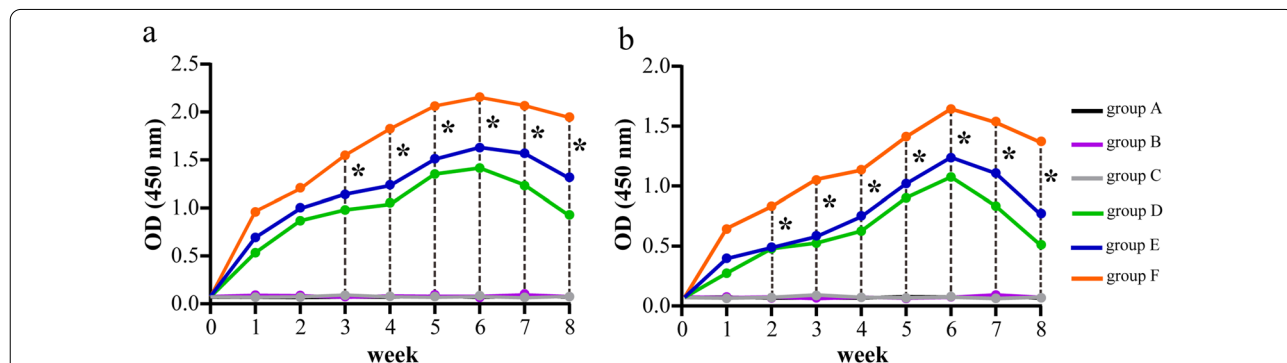 a
OD (450 nm)
2.5
2.0
1.5
1.0
0.5
0.0
* * * * * *
0 1 2 3 4 5 6 7 8
week
b
OD (450 nm)
2.0
1.5
1.0
0.5
0.0
* * * * * * *
0 1 2 3 4 5 6 7 8
week
group A
group B
group C
group D
group E
group F